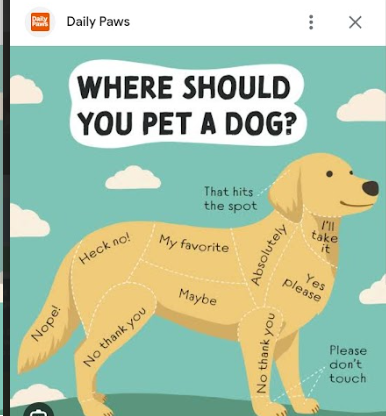 Daily Paws
Daily Paws
WHERE SHOULD
YOU PET A DOG?
That hits
the spot
I'll
take
it
Heck no!
My favorite
Absolutely
Yes
please
Maybe
Nope!
No thank you
No thank you
Please
don't
touch